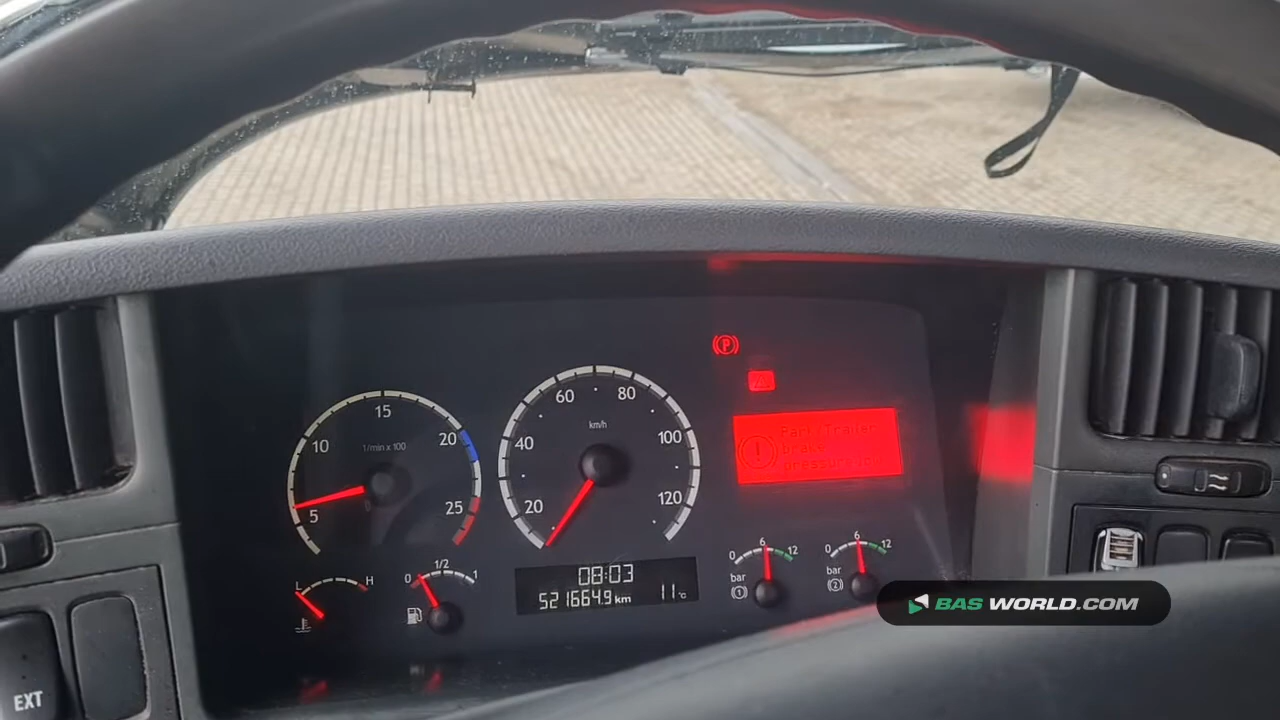 P
15
10
20
1/min x 100
5
25
60
80
km/h
40
100
20
120
Park/Trailer
brake
pressure low
L
H
0
1/2
1
08:03
521664.9 km
11°C
0
6
12
bar
1
0
6
12
bar
2
EXT
BAS WORLD.COM